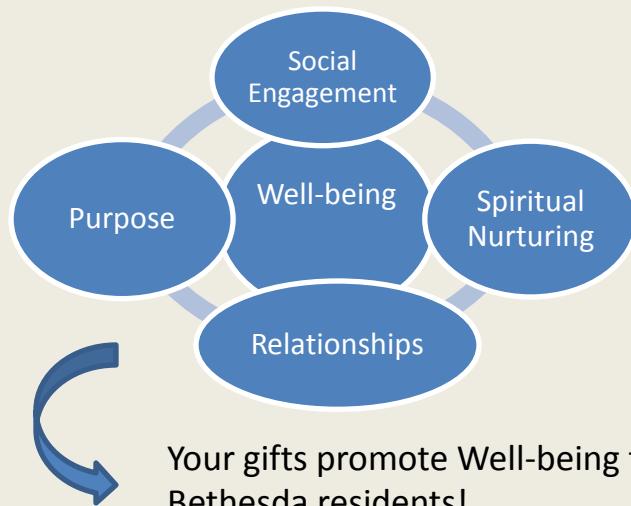 Social
Engagement
Well-being
Purpose
Spiritual
Nurturing
Relationships
Your gifts promote Well-being
Bethesda residents!